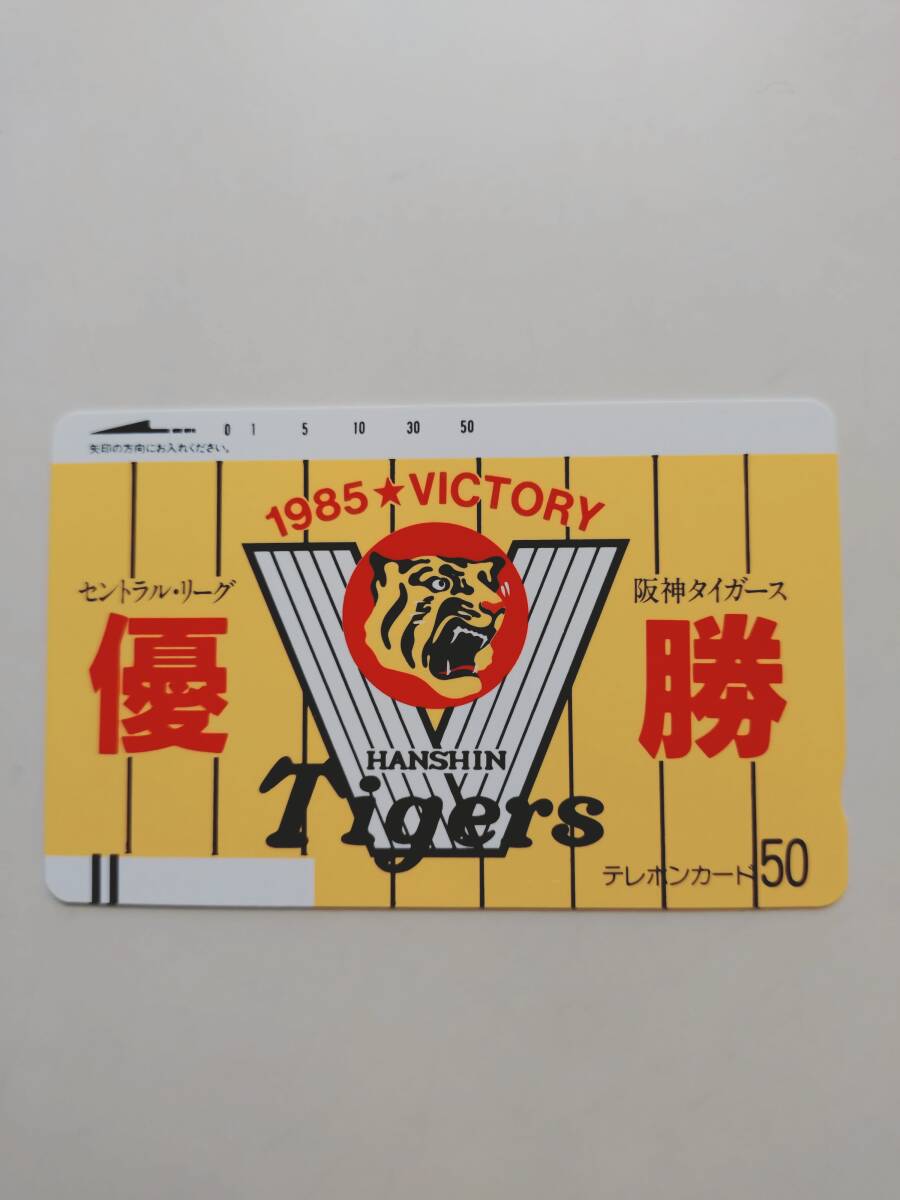 0 1 5 10 30 50
矢印の方向にお入れください。
1985★VICTORY
セントラル・リーグ
阪神タイガース
優勝
HANSHIN
Tigers
テレホンカード50